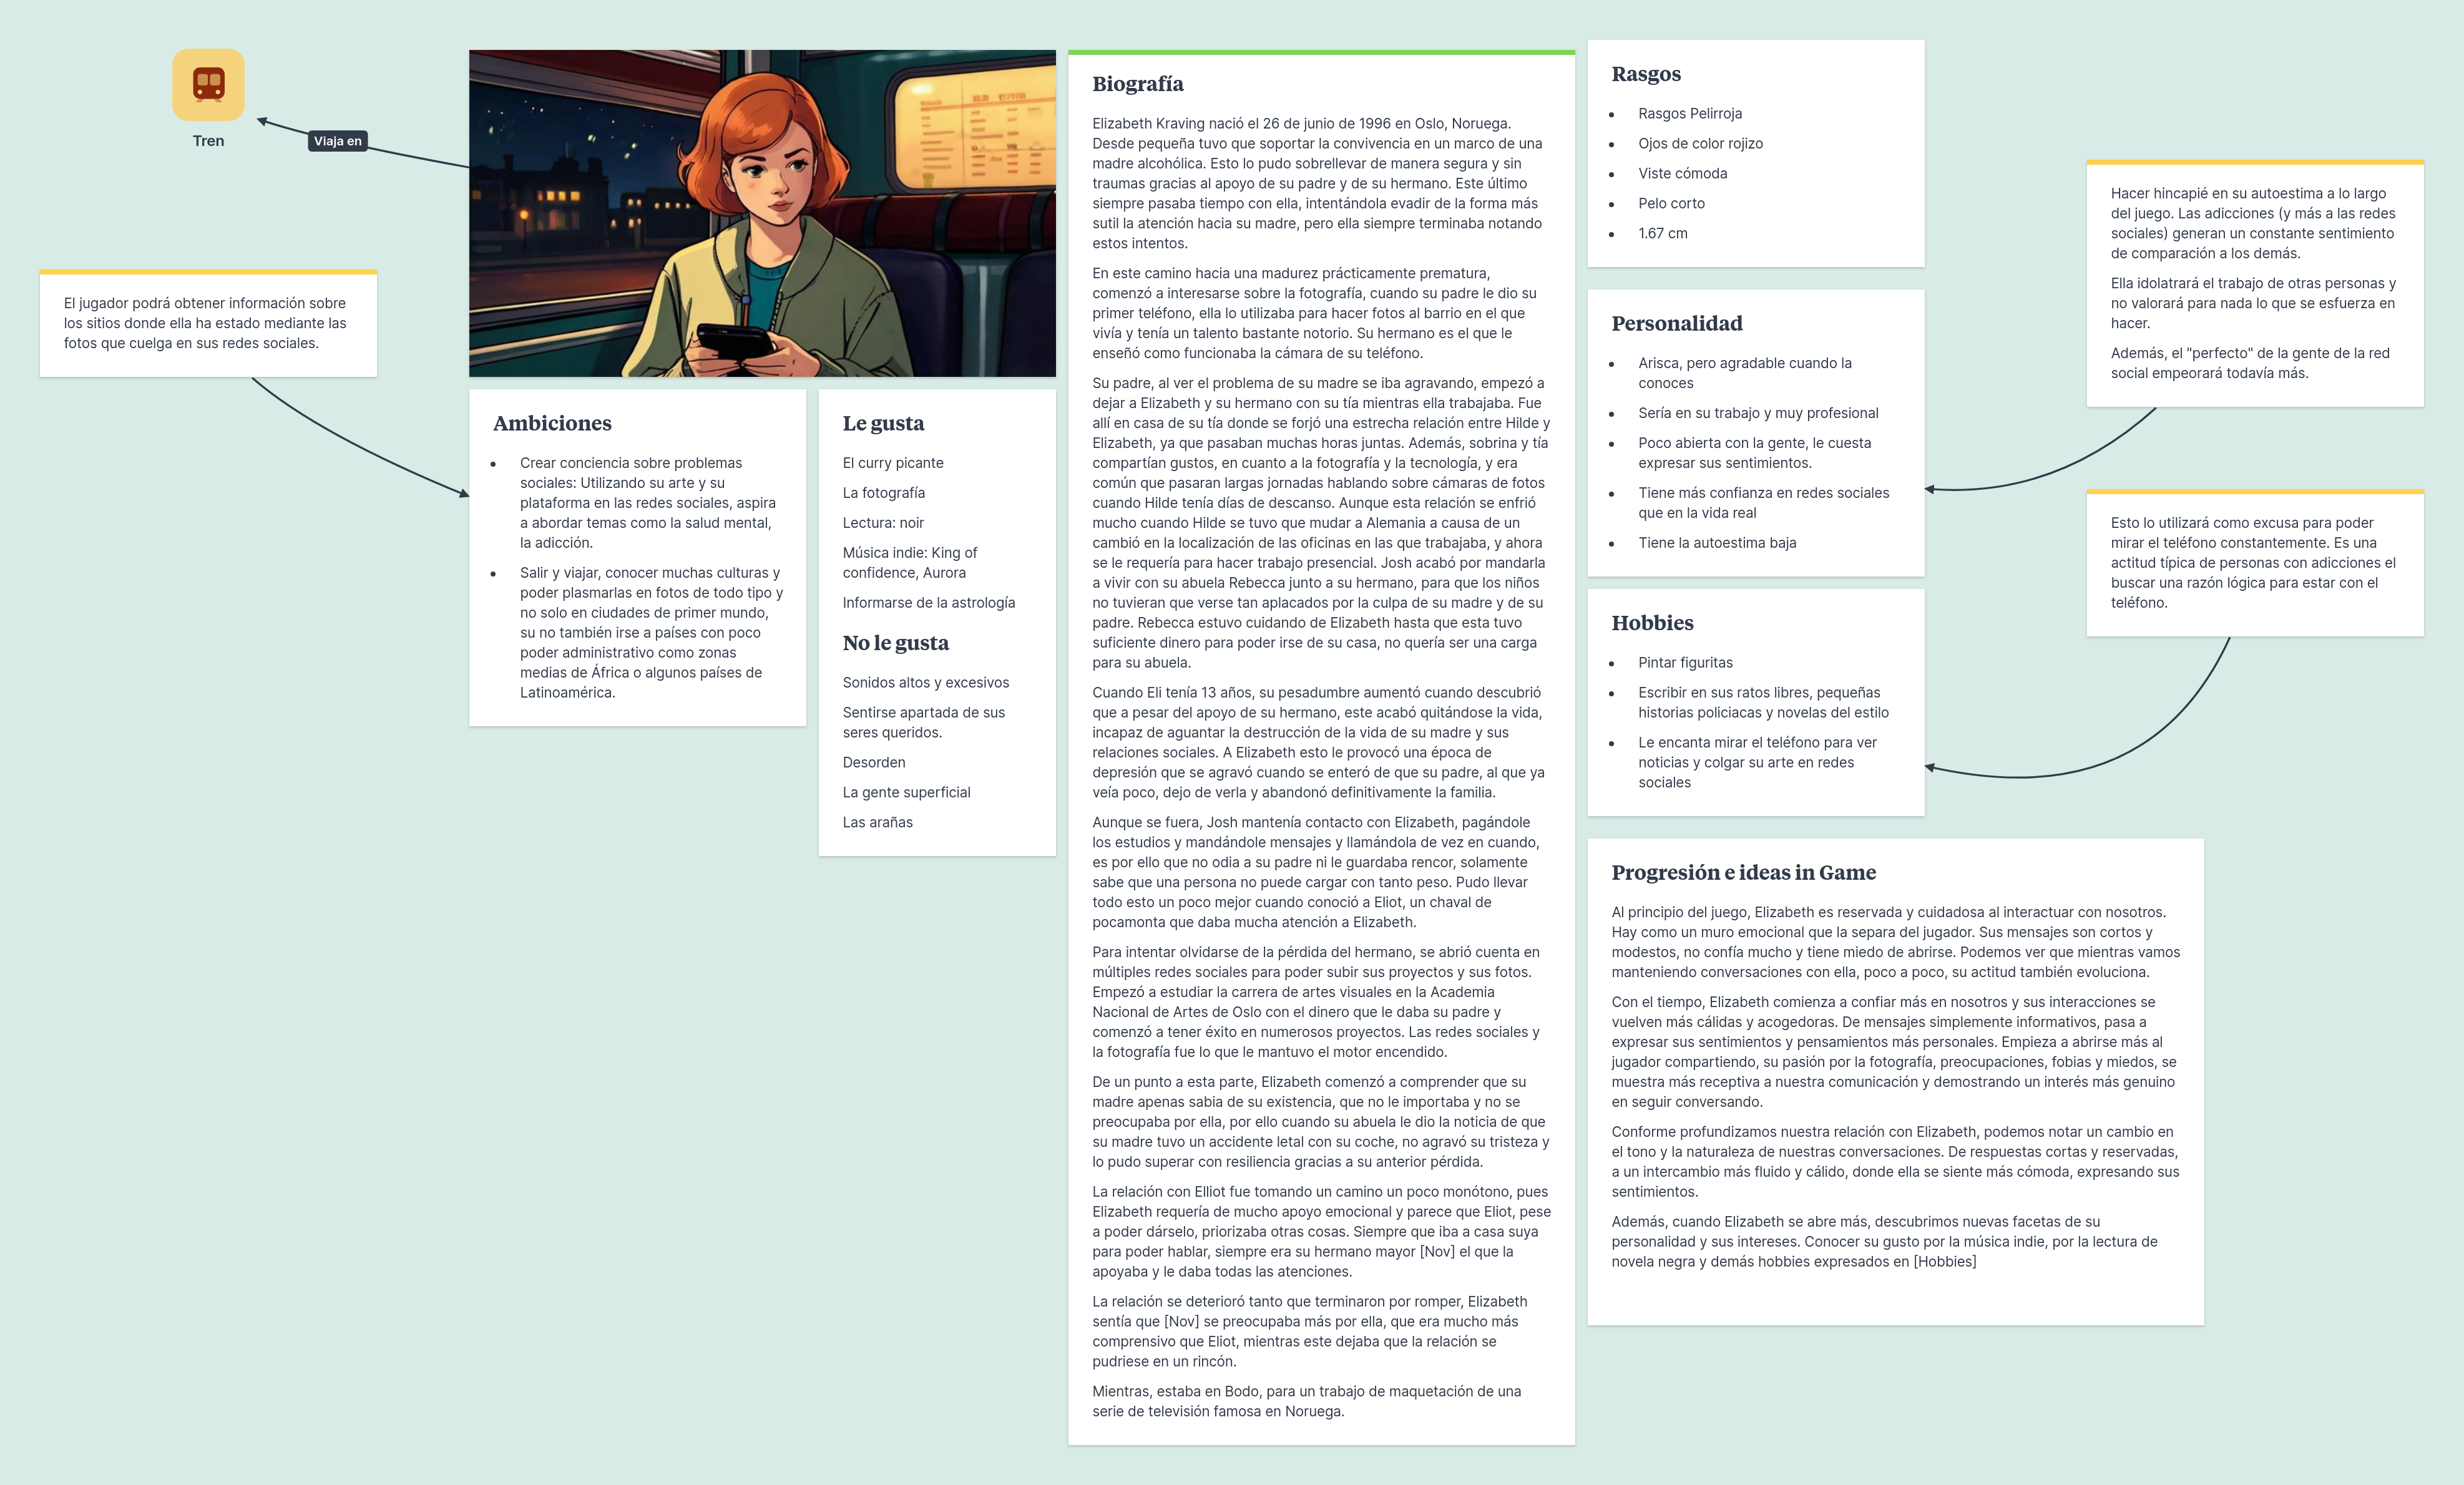 Tren
Viaja en
El jugador podrá obtener información sobre
los sitios donde ella ha estado mediante las
fotos que cuelga en sus redes sociales.
Ambiciones
Crear conciencia sobre problemas
sociales: Utilizando su arte y su
plataforma en las redes sociales, aspira
a abordar temas como la salud mental,
la adicción.
Salir y viajar, conocer muchas culturas y
poder plasmarlas en fotos de todo tipo y
no solo en ciudades de primer mundo,
su no también irse a países con poco
poder administrativo como zonas
medias de África o algunos países de
Latinoamérica.
Le gusta
El curry picante
La fotografía
Lectura: noir
Música indie: King of
confidence, Aurora
Informarse de la astrología
No le gusta
Sonidos altos y excesivos
Sentirse apartada de sus
seres queridos.
Desorden
La gente superficial
Las arañas
Biografía
Elizabeth Kraving nació el 26 de junio de 1996 en Oslo, Noruega.
Desde pequeña tuvo que soportar la convivencia en un marco de una
madre alcohólica. Esto lo pudo sobrellevar de manera segura y sin
traumas gracias al apoyo de su padre y de su hermano. Este último
siempre pasaba tiempo con ella, intentándola evadir de la forma más
sutil la atención hacia su madre, pero ella siempre terminaba notando
estos intentos.
En este camino hacia una madurez prácticamente prematura,
comenzó a interesarse sobre la fotografía, cuando su padre le dio su
primer teléfono, ella lo utilizaba para hacer fotos al barrio en el que
vivía y tenía un talento bastante notorio. Su hermano es el que le
enseñó como funcionaba la cámara de su teléfono.
Su padre, al ver el problema de su madre se iba agravando, empezó a
dejar a Elizabeth y su hermano con su tía mientras ella trabajaba. Fue
allí en casa de su tía donde se forjó una estrecha relación entre Hilde y
Elizabeth, ya que pasaban muchas horas juntas. Además, sobrina y tía
compartían gustos, en cuanto a la fotografía y la tecnología, y era
común que pasaran largas jornadas hablando sobre cámaras de fotos
cuando Hilde tenía días de descanso. Aunque esta relación se enfrió
mucho cuando Hilde se tuvo que mudar a Alemania a causa de un
cambió en la localización de las oficinas en las que trabajaba, y ahora
se le requería para hacer trabajo presencial. Josh acabó por mandarla
a vivir con su abuela Rebecca junto a su hermano, para que los niños
no tuvieran que verse tan aplacados por la culpa de su madre y de su
padre. Rebecca estuvo cuidando de Elizabeth hasta que esta tuvo
suficiente dinero para poder irse de su casa, no quería ser una carga
para su abuela.
Cuando Eli tenía 13 años, su pesadumbre aumentó cuando descubrió
que a pesar del apoyo de su hermano, este acabó quitándose la vida,
incapaz de aguantar la destrucción de la vida de su madre y sus
relaciones sociales. A Elizabeth esto le provocó una época de
depresión que se agravó cuando se enteró de que su padre, al que ya
veía poco, dejo de verla y abandonó definitivamente la familia.
Aunque se fuera, Josh mantenía contacto con Elizabeth, pagándole
los estudios y mandándole mensajes y llamándola de vez en cuando,
es por ello que no odia a su padre ni le guardaba rencor, solamente
sabe que una persona no puede cargar con tanto peso. Pudo llevar
todo esto un poco mejor cuando conoció a Eliot, un chaval de
pocamonta que daba mucha atención a Elizabeth.
Para intentar olvidarse de la pérdida del hermano, se abrió cuenta en
múltiples redes sociales para poder subir sus proyectos y sus fotos.
Empezó a estudiar la carrera de artes visuales en la Academia
Nacional de Artes de Oslo con el dinero que le daba su padre y
comenzó a tener éxito en numerosos proyectos. Las redes sociales y
la fotografía fue lo que le mantuvo el motor encendido.
De un punto a esta parte, Elizabeth comenzó a comprender que su
madre apenas sabia de su existencia, que no le importaba y no se
preocupaba por ella, por ello cuando su abuela le dio la noticia de que
su madre tuvo un accidente letal con su coche, no agravó su tristeza y
lo pudo superar con resiliencia gracias a su anterior pérdida.
La relación con Elliot fue tomando un camino un poco monótono, pues
Elizabeth requería de mucho apoyo emocional y parece que Eliot, pese
a poder dárselo, priorizaba otras cosas. Siempre que iba a casa suya
para poder hablar, siempre era su hermano mayor [Nov] el que la
apoyaba y le daba todas las atenciones.
La relación se deterioró tanto que terminaron por romper, Elizabeth
sentía que [Nov] se preocupaba más por ella, que era mucho más
comprensivo que Eliot, mientras este dejaba que la relación se
pudriese en un rincón.
Mientras, estaba en Bodo, para un trabajo de maquetación de una
serie de televisión famosa en Noruega.
Rasgos
Rasgos Pelirroja
Ojos de color rojizo
Viste cómoda
Pelo corto
1.67 cm
Personalidad
Arisca, pero agradable cuando la
conoces
Sería en su trabajo y muy profesional
Poco abierta con la gente, le cuesta
expresar sus sentimientos.
Tiene más confianza en redes sociales
que en la vida real
Tiene la autoestima baja
Hobbies
Pintar figuritas
Escribir en sus ratos libres, pequeñas
historias policiacas y novelas del estilo
Le encanta mirar el teléfono para ver
noticias y colgar su arte en redes
sociales
Hacer hincapié en su autoestima a lo largo
del juego. Las adicciones (y más a las redes
sociales) generan un constante sentimiento
de comparación a los demás.
Ella idolatrará el trabajo de otras personas y
no valorará para nada lo que se esfuerza en
hacer.
Además, el "perfecto" de la gente de la red
social empeorará todavía más.
Esto lo utilizará como excusa para poder
mirar el teléfono constantemente. Es una
actitud típica de personas con adicciones el
buscar una razón lógica para estar con el
teléfono.
Progresión e ideas in Game
Al principio del juego, Elizabeth es reservada y cuidadosa al interactuar con nosotros.
Hay como un muro emocional que la separa del jugador. Sus mensajes son cortos y
modestos, no confía mucho y tiene miedo de abrirse. Podemos ver que mientras vamos
manteniendo conversaciones con ella, poco a poco, su actitud también evoluciona.
Con el tiempo, Elizabeth comienza a confiar más en nosotros y sus interacciones se
vuelven más cálidas y acogedoras. De mensajes simplemente informativos, pasa a
expresar sus sentimientos y pensamientos más personales. Empieza a abrirse más al
jugador compartiendo, su pasión por la fotografía, preocupaciones, fobias y miedos, se
muestra más receptiva a nuestra comunicación y demostrando un interés más genuino
en seguir conversando.
Conforme profundizamos nuestra relación con Elizabeth, podemos notar un cambio en
el tono y la naturaleza de nuestras conversaciones. De respuestas cortas y reservadas,
a un intercambio más fluido y cálido, donde ella se siente más cómoda, expresando sus
sentimientos.
Además, cuando Elizabeth se abre más, descubrimos nuevas facetas de su
personalidad y sus intereses. Conocer su gusto por la música indie, por la lectura de
novela negra y demás hobbies expresados en [Hobbies]